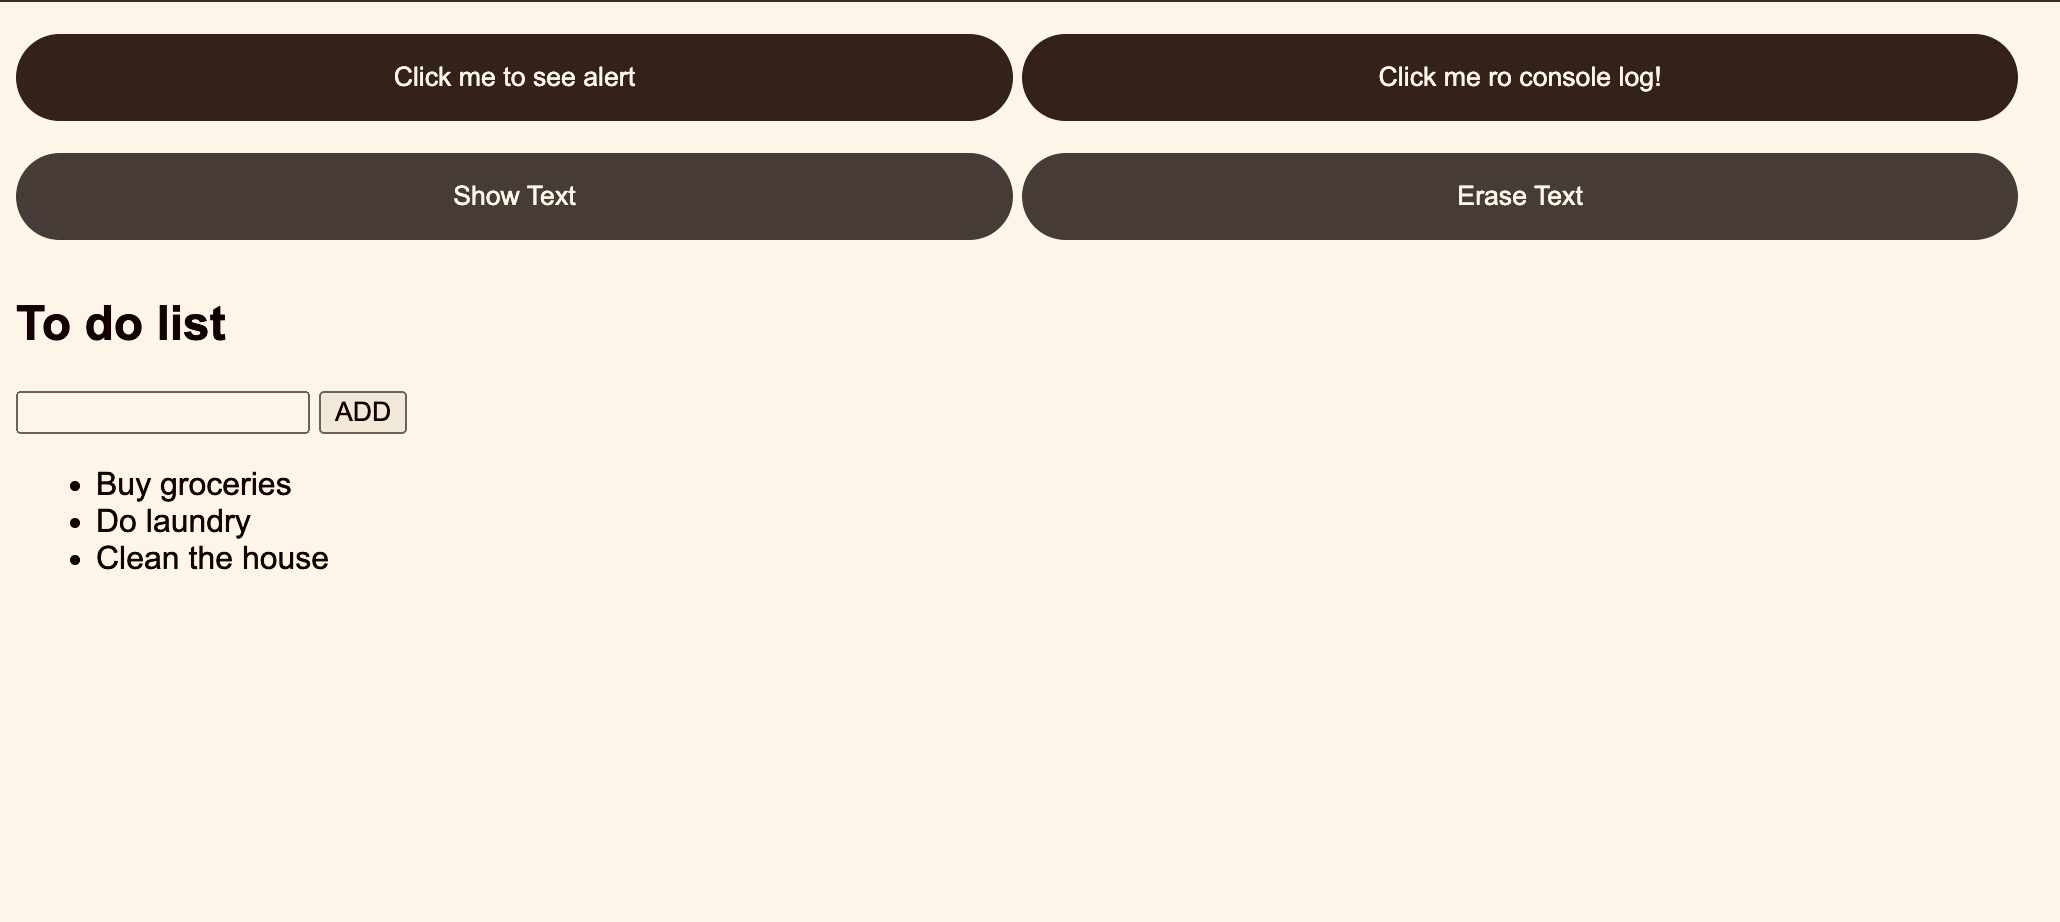 Click me to see alert
Click me ro console log!
Show Text
Erase Text
To do list
ADD
Buy groceries
Do laundry
Clean the house